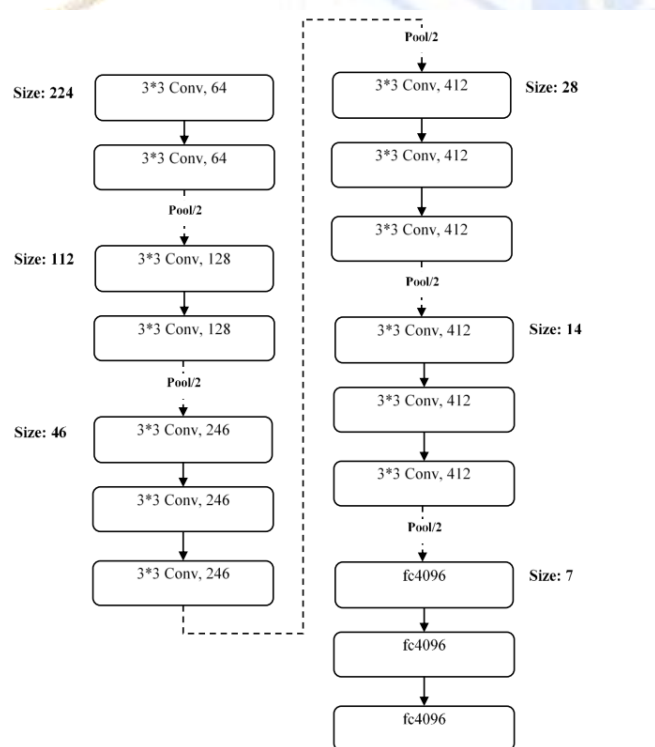 Size: 224
3*3 Conv, 64
3*3 Conv, 64
Pool/2
Size: 112
3*3 Conv, 128
3*3 Conv, 128
Pool/2
Size: 46
3*3 Conv, 246
3*3 Conv, 246
3*3 Conv, 246
Pool/2
3*3 Conv, 412
Size: 28
3*3 Conv, 412
3*3 Conv, 412
Pool/2
3*3 Conv, 412
Size: 14
3*3 Conv, 412
3*3 Conv, 412
Pool/2
fc4096
Size: 7
fc4096
fc4096